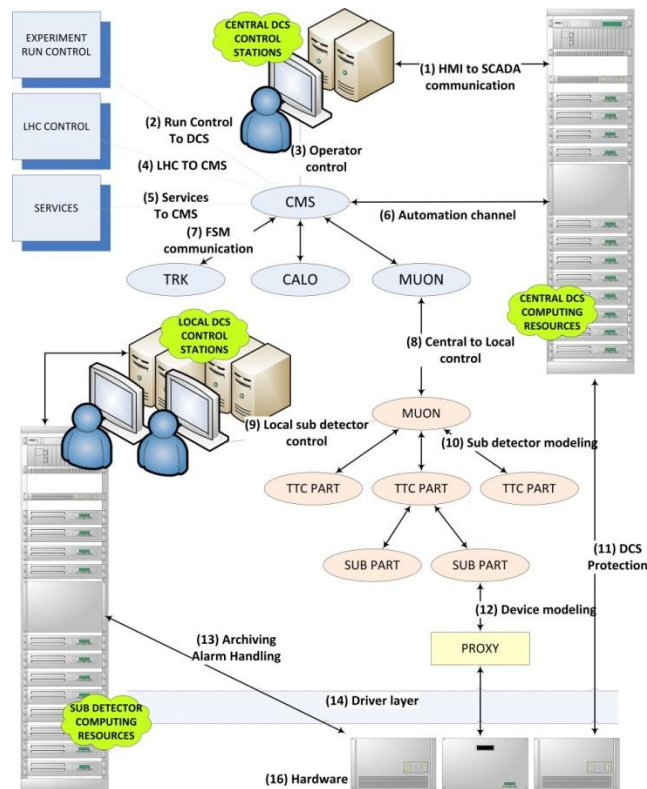 EXPERIMENT
RUN CONTROL
CENTRAL DCS
CONTROL
STATIONS
(1) HMI to SCADA
communication
LHC CONTROL
(2) Run Control
To DCS
(3) Operator
control
(4) LHC TO CMS
SERVICES
(5) Services
To CMS
CMS
(6) Automation channel
(7) FSM
communication
TRK
CALO
MUON
CENTRAL DCS
COMPUTING
RESOURCES
LOCAL DCS
CONTROL
STATIONS
(8) Central to Local
control
(9) Local sub detector
control
MUON
(10) Sub detector modeling
TTC PART
TTC PART
TTC PART
SUB PART
SUB PART
(11) DCS
Protection
(12) Device modeling
(13) Archiving
Alarm Handling
PROXY
(14) Driver layer
SUB DETECTOR
COMPUTING
RESOURCES
(16) Hardware